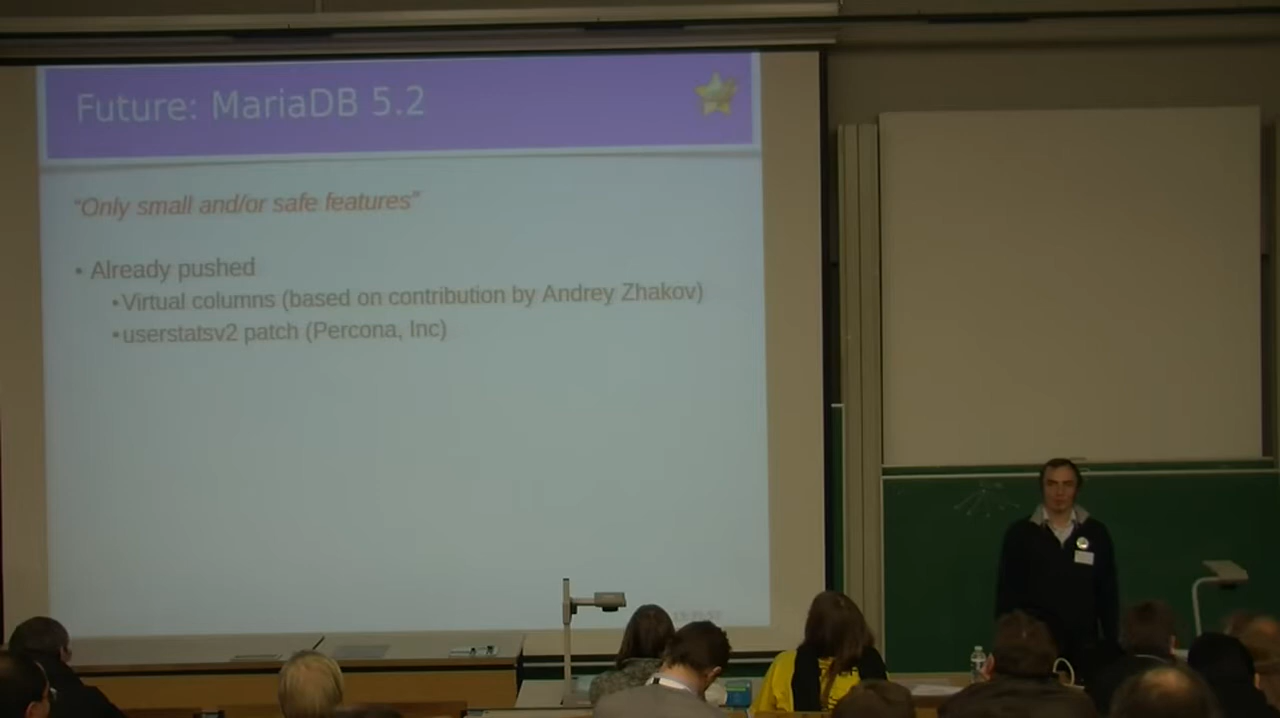 Future: MariaDB 5.2
"Only small and/or safe features"
• Already pushed
•Virtual columns (based on contribution by Andrey Zhakov)
•userstatsv2 patch (Percona, Inc)